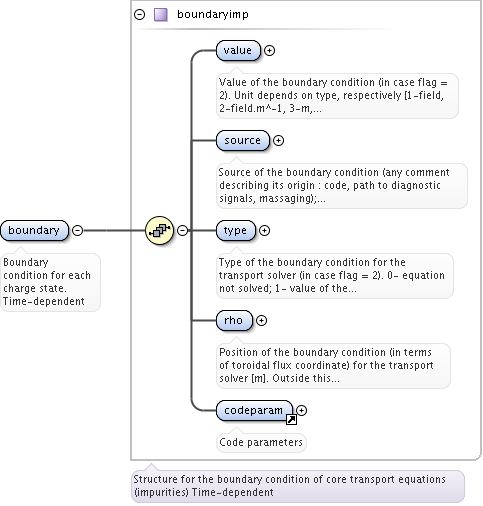 boundaryimp
value
Value of the boundary condition (in case flag =
2). Unit depends on type, respectively [1-field,
2-field.m^-1, 3-m,...
source
Source of the boundary condition (any comment
describing its origin : code, path to diagnostic
signals, massaging);...
boundary
Boundary
condition for each
charge state.
Time-dependent
type
Type of the boundary condition for the
transport solver (in case flag = 2). 0- equation
not solved; 1- value of the...
rho
Position of the boundary condition (in terms
of toroidal flux coordinate) for the transport
solver [m]. Outside this...
codeparam
Code parameters
Structure for the boundary condition of core transport equations
(impurities) Time-dependent